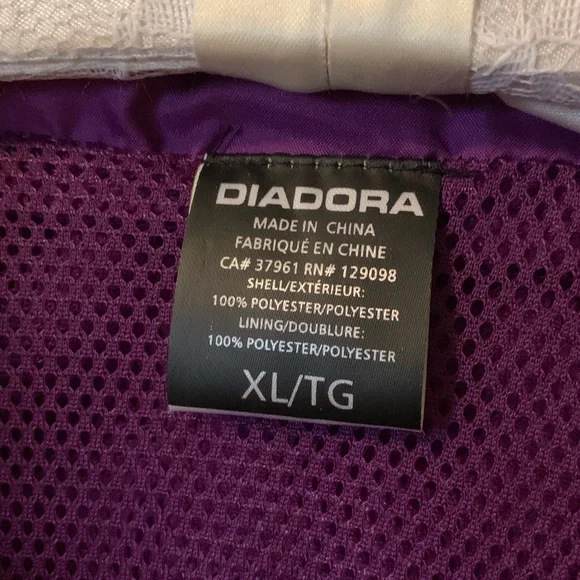 DIADORA
MADE IN CHINA
FABRIQUÉ EN CHINE
CA# 37961 RN# 129098
SHELL/EXTÉRIEUR:
100% POLYESTER/POLYESTER
LINING/DOUBLURE:
100% POLYESTER/POLYESTER
XL/TG